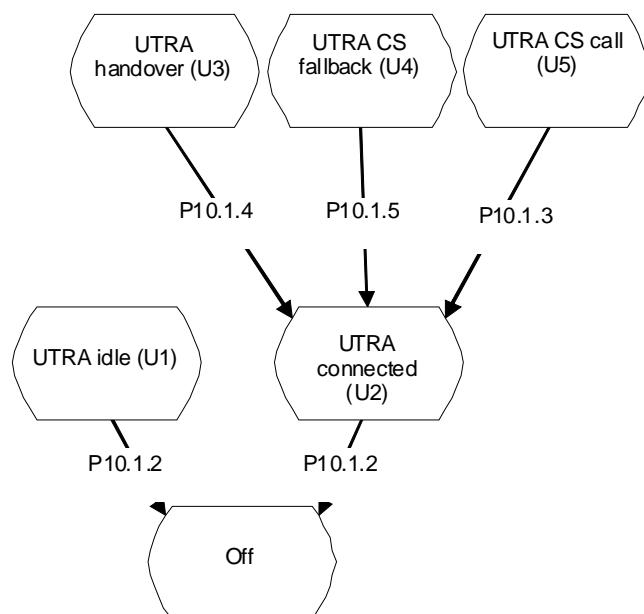 UTRA
handover (U3)
UTRA CS
fallback (U4)
UTRA CS call
(U5)
P10.1.4
P10.1.5
P10.1.3
UTRA idle (U1)
UTRA
connected
(U2)
P10.1.2
P10.1.2
Off